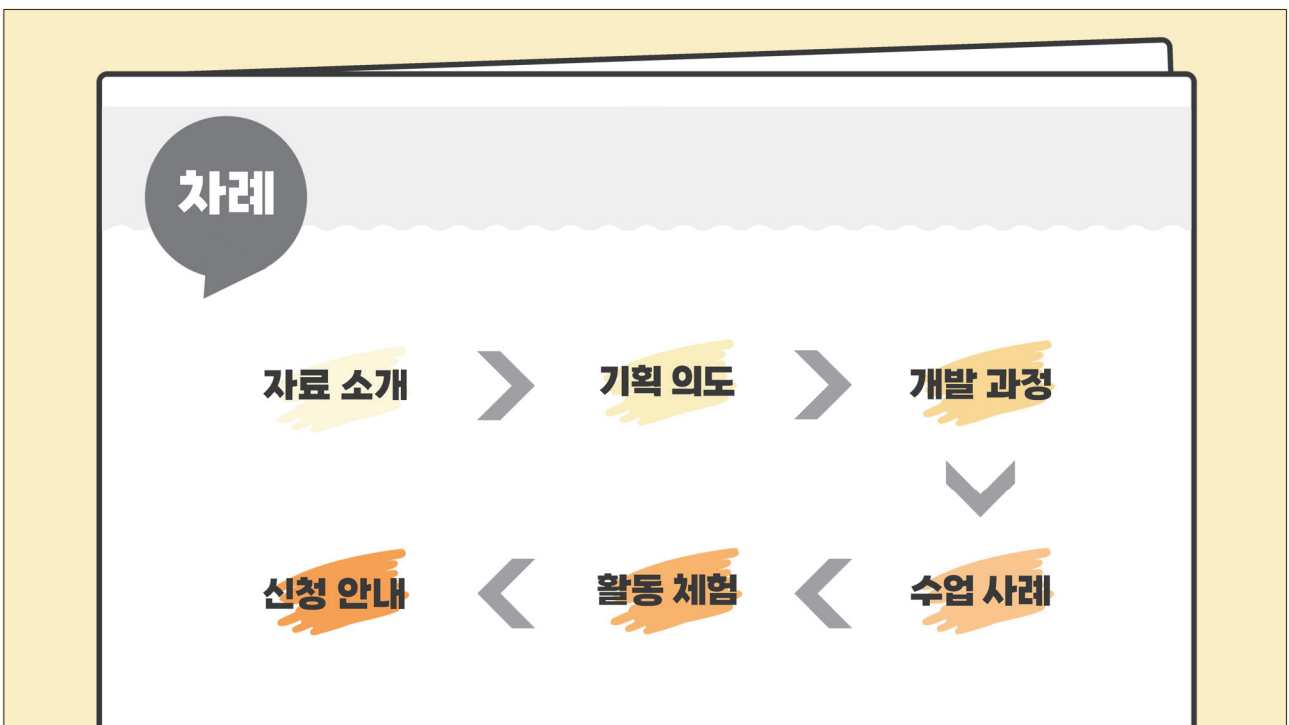 차례
자료 소개
기획 의도
개발 과정
수업 사례
활동 체험
신청 안내